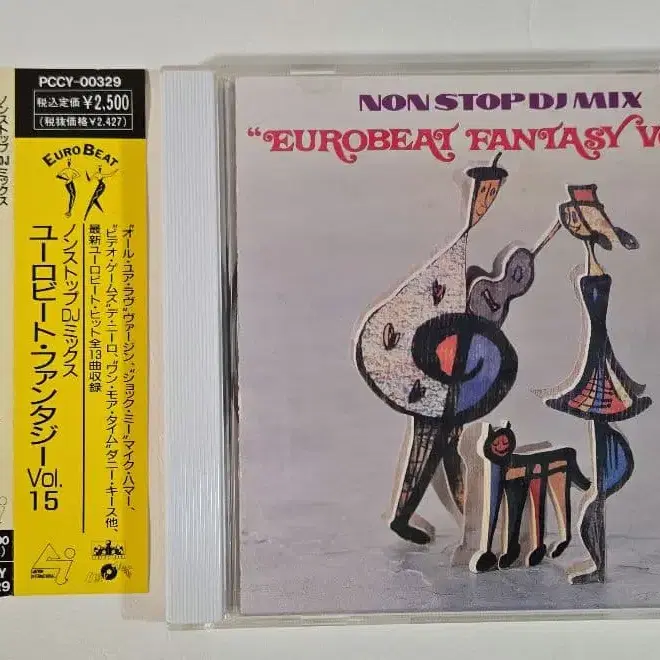 PCCY-00329
税込定価 ¥2,500
(税抜価格 ¥2,427)
EURO BEAT
"オール・ユア・ラヴ"ヴァージン、"ショック・ミー"マイク・ハマー、
"ビデオ・ゲームズ"デ・ニーロ、"ワン・モア・タイム"ダニー・キース他、
最新ユーロビート・ヒット全13曲収録
ノンストップDJミックス
ユーロビート・ファンタジー Vol. 15
ノンストップDJミックス
NON STOP DJ MIX
"EUROBEAT FANTASY V